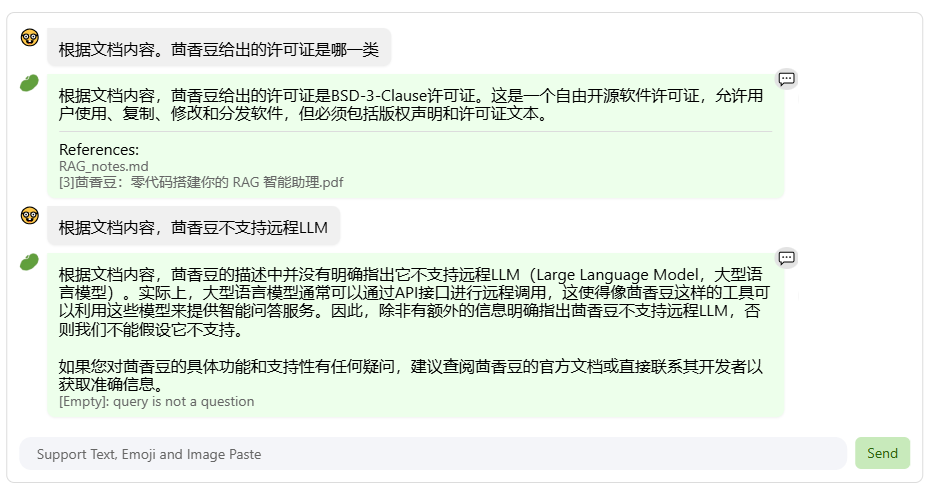 根据文档内容。茴香豆给出的许可证是哪一类
根据文档内容，茴香豆给出的许可证是BSD-3-Clause许可证。这是一个自由开源软件许可证，允许用
户使用、复制、修改和分发软件，但必须包括版权声明和许可证文本。
References:
RAG_notes.md
[3]茴香豆：零代码搭建你的 RAG 智能助理.pdf
根据文档内容，茴香豆不支持远程LLM
根据文档内容，茴香豆的描述中并没有明确指出它不支持远程LLM（Large Language Model，大型语
言模型）。实际上，大型语言模型通常可以通过API接口进行远程调用，这使得像茴香豆这样的工具可
以利用这些模型来提供智能问答服务。因此，除非有额外的信息明确指出茴香豆不支持远程LLM，否
则我们不能假设它不支持。
如果您对茴香豆的具体功能和支持性有任何疑问，建议查阅茴香豆的官方文档或直接联系其开发者以
获取准确信息。
[Empty]: query is not a question
Support Text, Emoji and Image Paste
Send